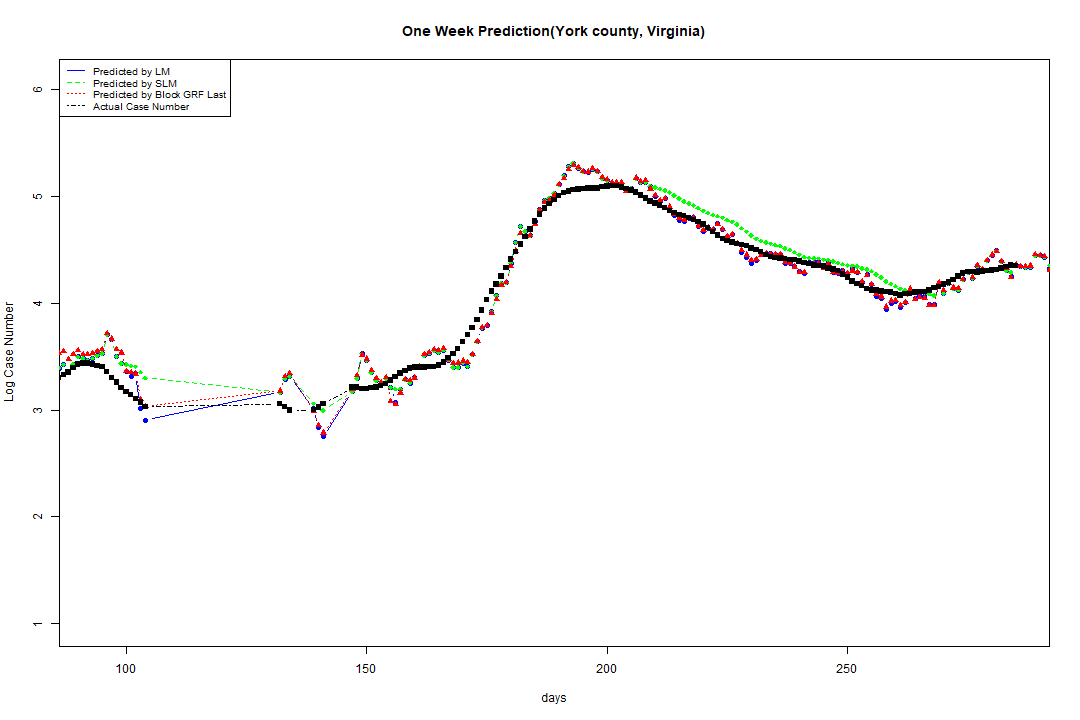 One Week Prediction(York county, Virginia)
Predicted by LM
Predicted by SLM
Predicted by Block GRF Last
Actual Case Number
6
5
4
3
2
1
Log Case Number
100 150 200 250
days